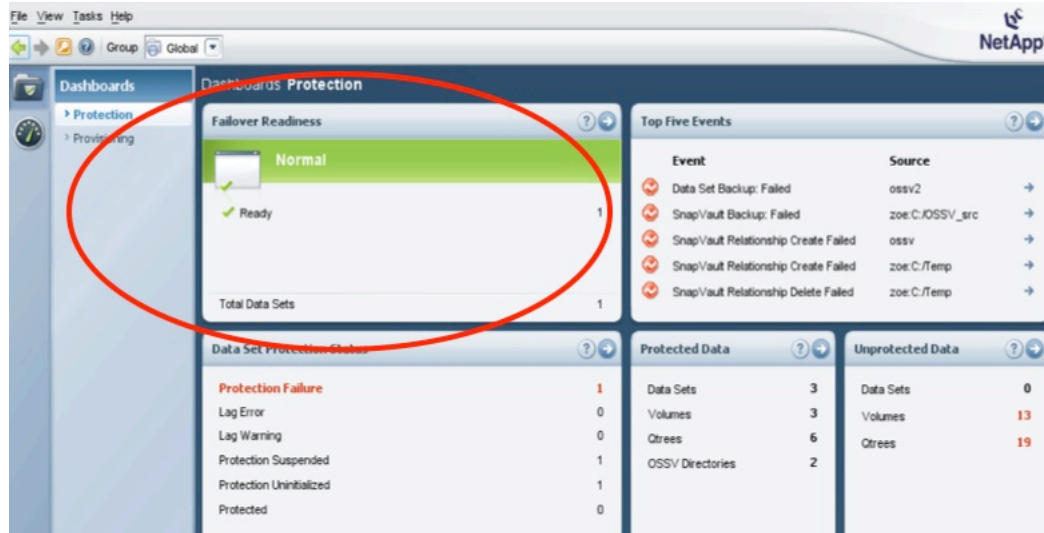 File View Tasks Help
Group Global
NetApp
Dashboards
Protection
Provisioning
Dashboards Protection
Failover Readiness
Normal
Ready 1
Total Data Sets 1
Top Five Events
Event Source
Data Set Backup: Failed ossv2
SnapVault Backup: Failed zoe:C:/OSSV_src
SnapVault Relationship Create Failed ossv
SnapVault Relationship Create Failed zoe:C:/Temp
SnapVault Relationship Delete Failed zoe:C:/Temp
Data Set Protection Status
Protection Failure 1
Lag Error 0
Lag Warning 0
Protection Suspended 1
Protection Uninitialized 1
Protected 0
Protected Data
Data Sets 3
Volumes 3
Qtrees 6
OSSV Directories 2
Unprotected Data
Data Sets 0
Volumes 13
Qtrees 19